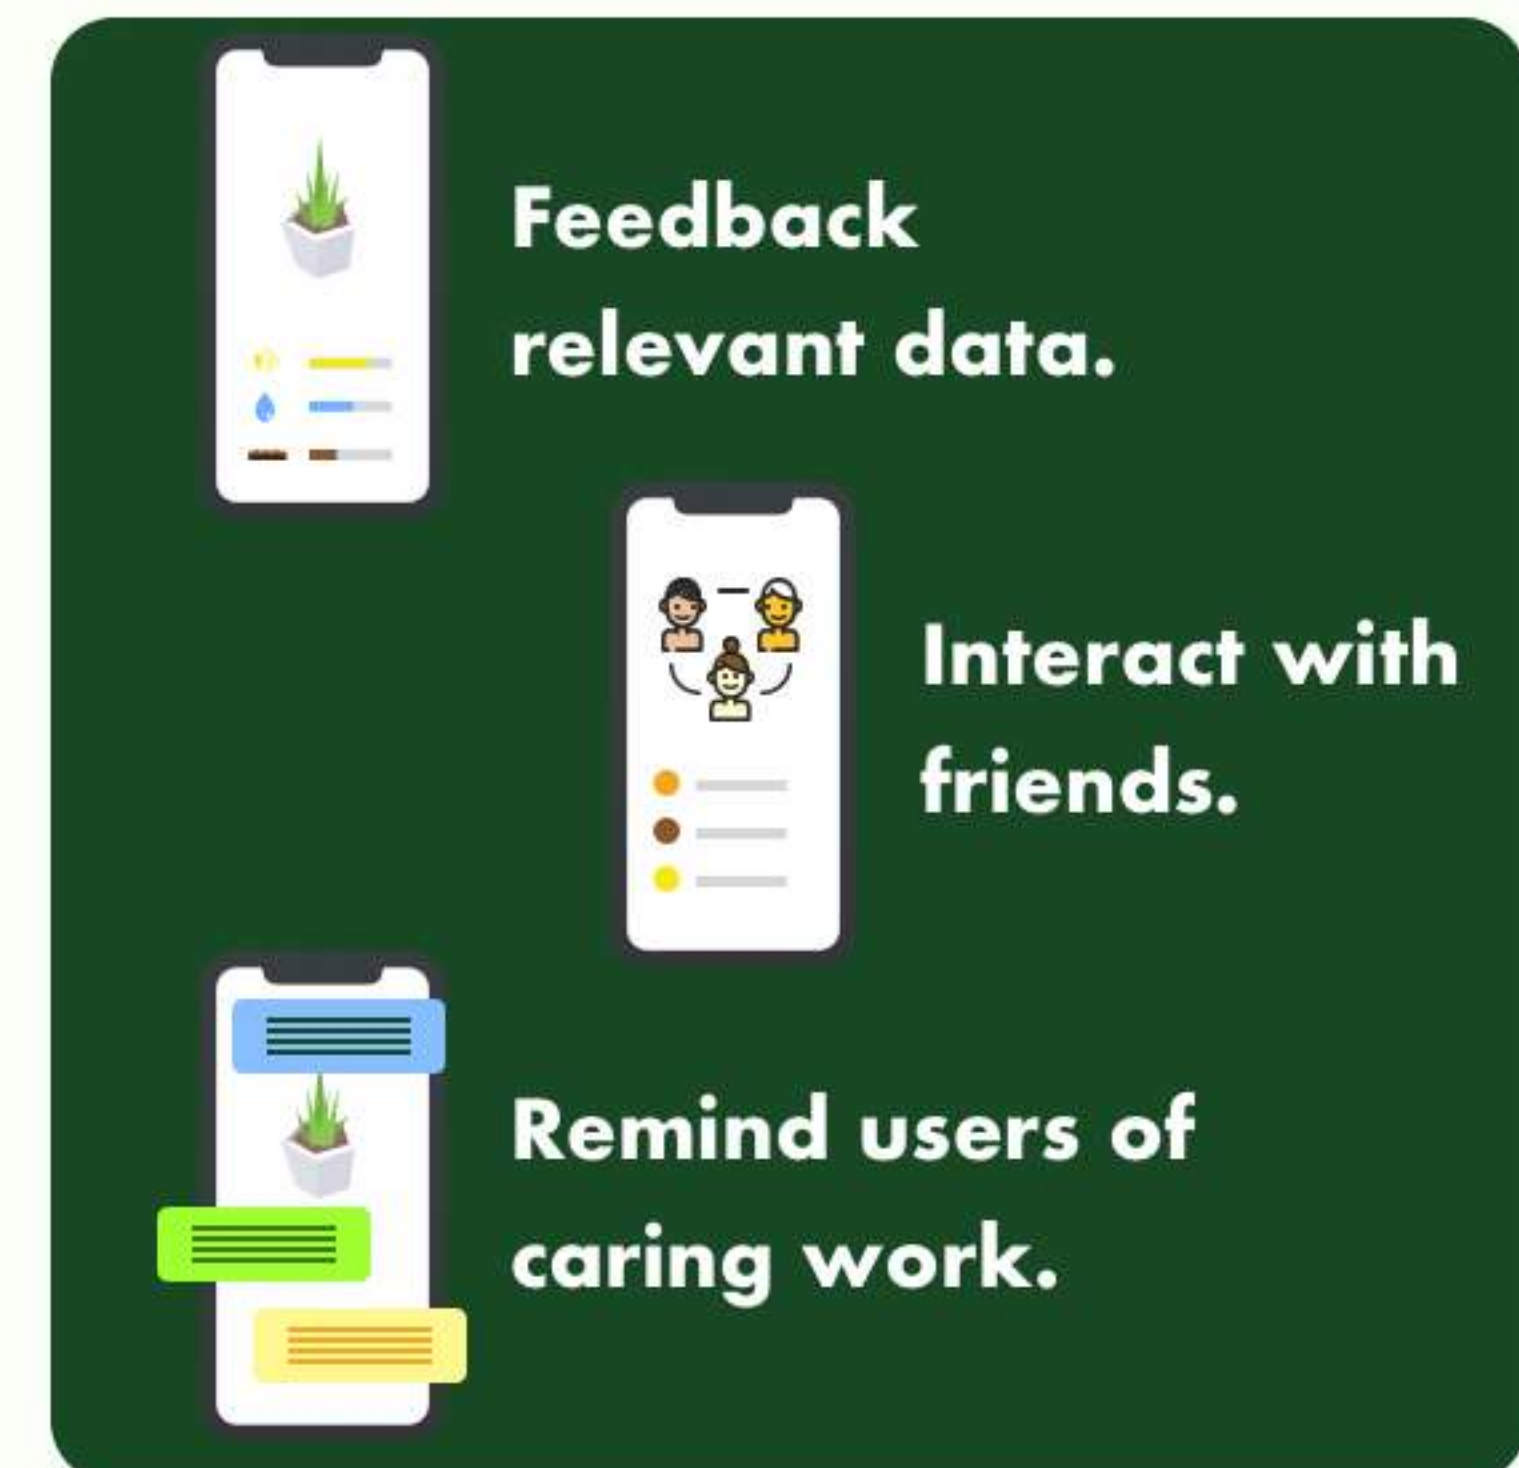 Feedback
relevant data.
Interact with
friends.
Remind users of
caring work.